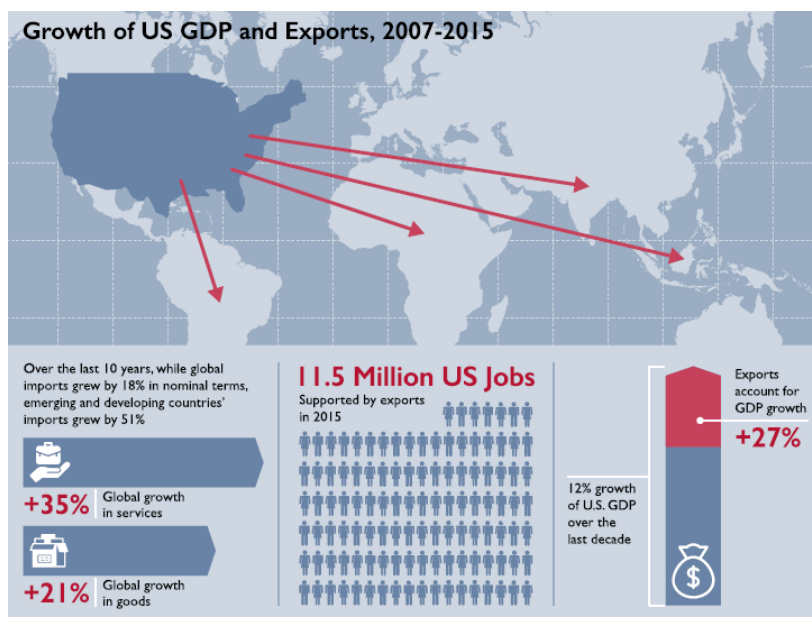 Growth of US GDP and Exports, 2007-2015
Over the last 10 years, while global
imports grew by 18% in nominal terms,
emerging and developing countries'
imports grew by 51%
+35%
Global growth
in services
+21%
Global growth
in goods
11.5 Million US Jobs
Supported by exports
in 2015
12% growth
of U.S. GDP
over the
last decade
$
Exports
account for
GDP growth
+27%